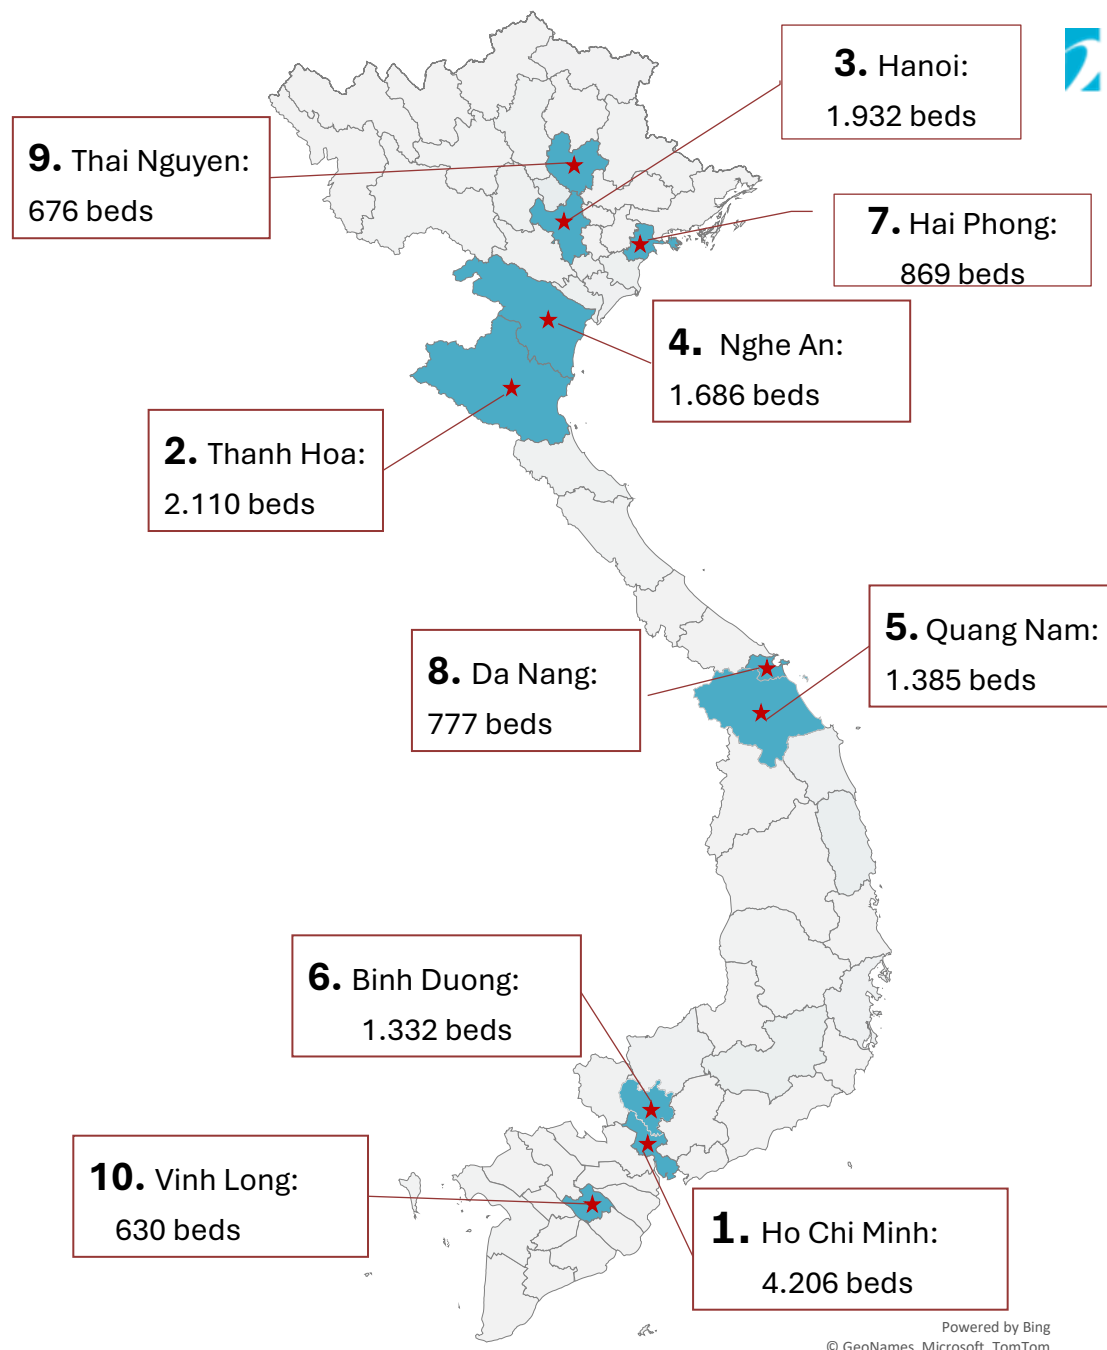 3. Hanoi:
1.932 beds
9. Thai Nguyen:
676 beds
7. Hai Phong:
869 beds
4. Nghe An:
1.686 beds
2. Thanh Hoa:
2.110 beds
5. Quang Nam:
1.385 beds
8. Da Nang:
777 beds
6. Binh Duong:
1.332 beds
10. Vinh Long:
630 beds
1. Ho Chi Minh:
4.206 beds
Powered by Bing
© GeoNames, Microsoft, TomTom